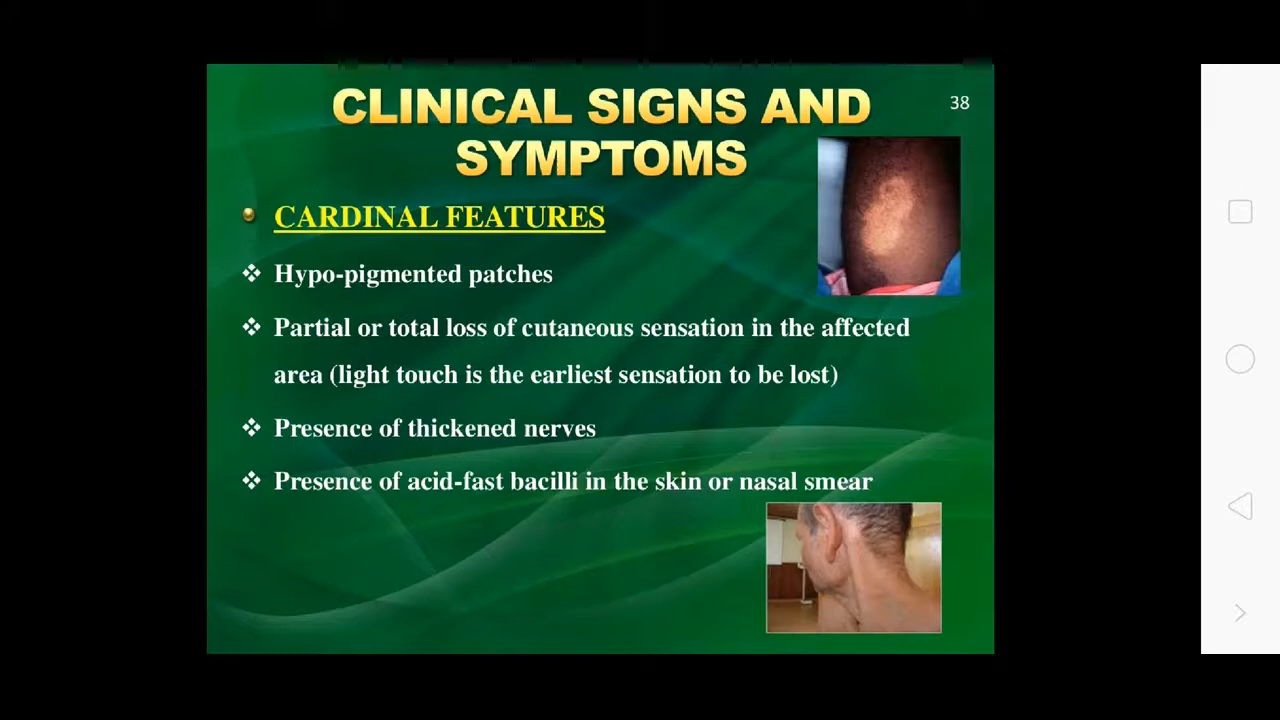 CLINICAL SIGNS AND
SYMPTOMS
38
CARDINAL FEATURES
❖ Hypo-pigmented patches
❖ Partial or total loss of cutaneous sensation in the affected
area (light touch is the earliest sensation to be lost)
❖ Presence of thickened nerves
❖ Presence of acid-fast bacilli in the skin or nasal smear